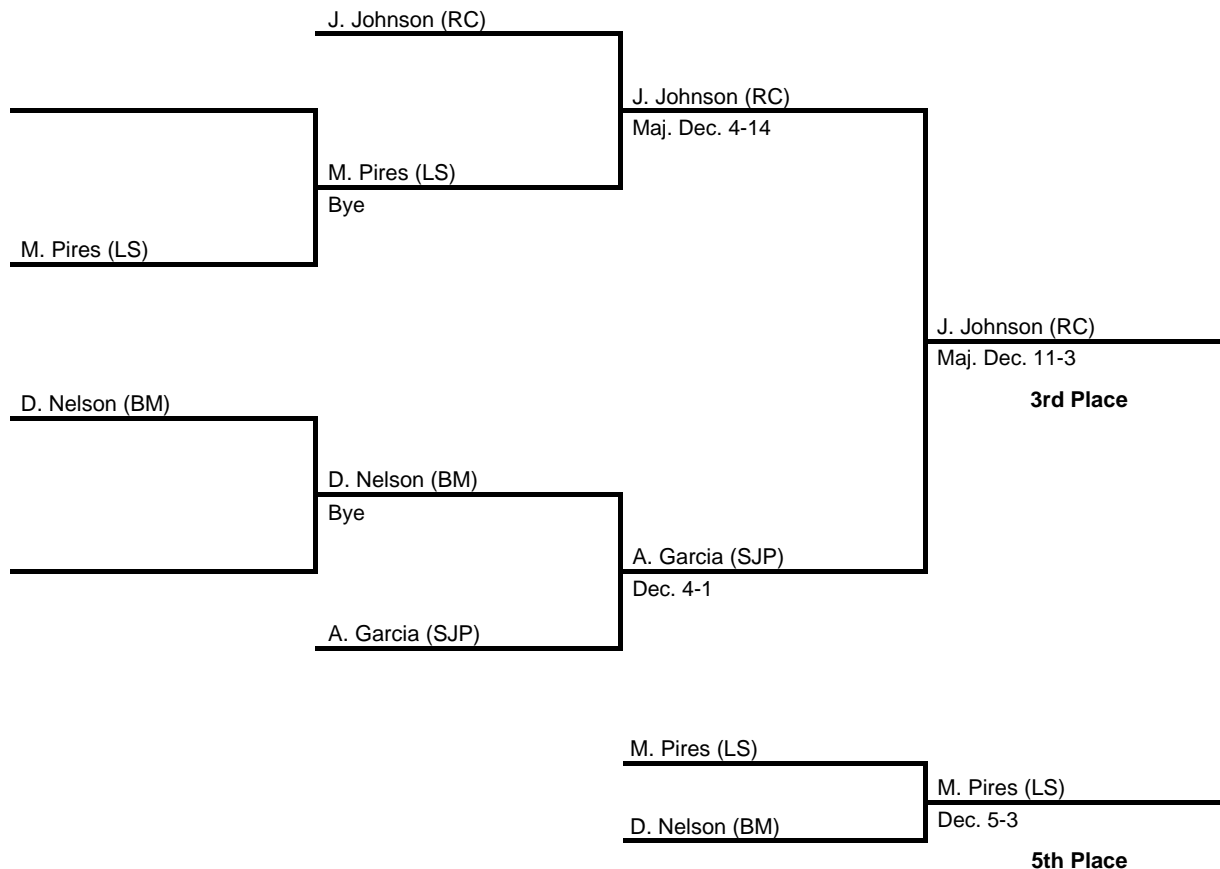 J. Johnson (RC)
J. Johnson (RC)
Maj. Dec. 4-14
M. Pires (LS)
Bye
M. Pires (LS)
J. Johnson (RC)
Maj. Dec. 11-3
3rd Place
D. Nelson (BM)
D. Nelson (BM)
Bye
A. Garcia (SJP)
Dec. 4-1
A. Garcia (SJP)
M. Pires (LS)
M. Pires (LS)
Dec. 5-3
D. Nelson (BM)
5th Place